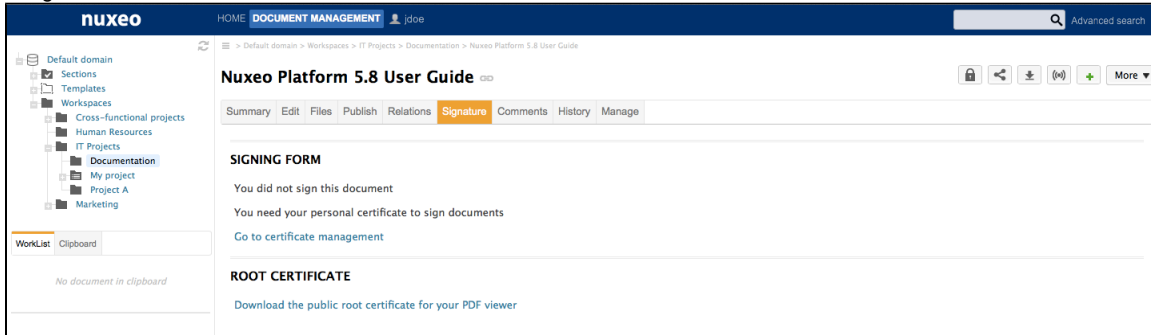 nuxeo
HOME DOCUMENT MANAGEMENT jdoe
Advanced search
> Default domain > Workspaces > IT Projects > Documentation > Nuxeo Platform 5.8 User Guide
Default domain
Sections
Templates
Workspaces
Cross-functional projects
Human Resources
IT Projects
Documentation
My project
Project A
Marketing
WorkList Clipboard
No document in clipboard
Nuxeo Platform 5.8 User Guide
More
Summary Edit Files Publish Relations Signature Comments History Manage
SIGNING FORM
You did not sign this document
You need your personal certificate to sign documents
Go to certificate management
ROOT CERTIFICATE
Download the public root certificate for your PDF viewer